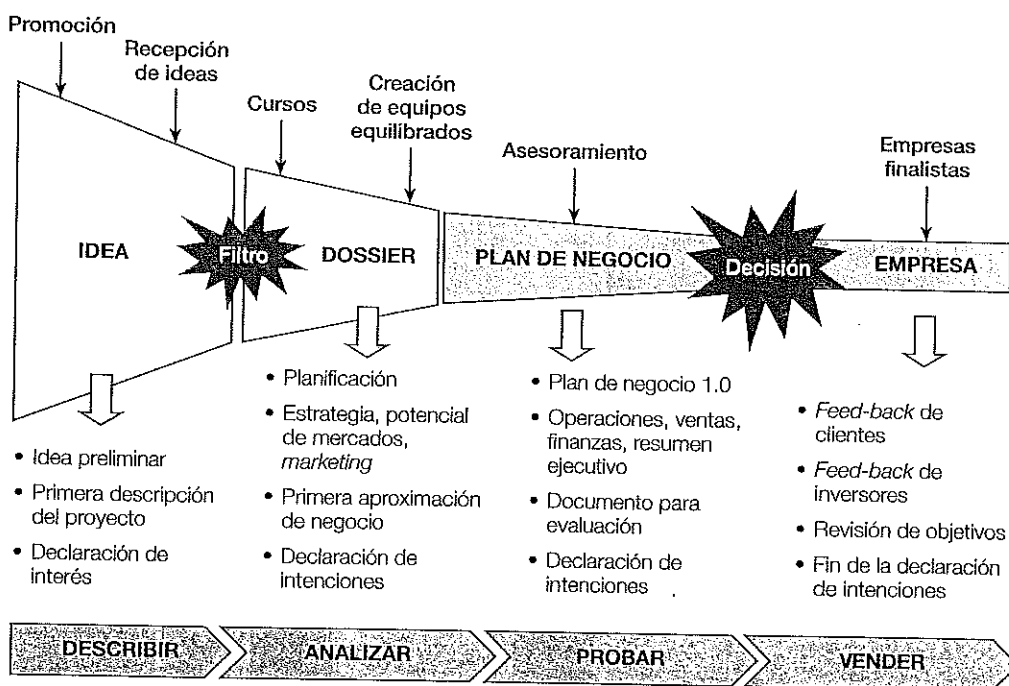 Promoción
Recepción
de ideas
Cursos
Creación
de equipos
equilibrados
Asesoramiento
Empresas
finalistas
IDEA
Filtro
DOSSIER
PLAN DE NEGOCIO
Decisión
EMPRESA
• Idea preliminar
• Primera descripción
del proyecto
• Declaración de
interés
• Planificación
• Estrategia, potencial
de mercados,
marketing
• Primera aproximación
de negocio
• Declaración de
intenciones
• Plan de negocio 1.0
• Operaciones, ventas,
finanzas, resumen
ejecutivo
• Documento para
evaluación
• Declaración de
intenciones
• Feed-back de
clientes
• Feed-back de
inversores
• Revisión de objetivos
• Fin de la declaración
de intenciones
DESCRIBIR
ANALIZAR
PROBAR
VENDER